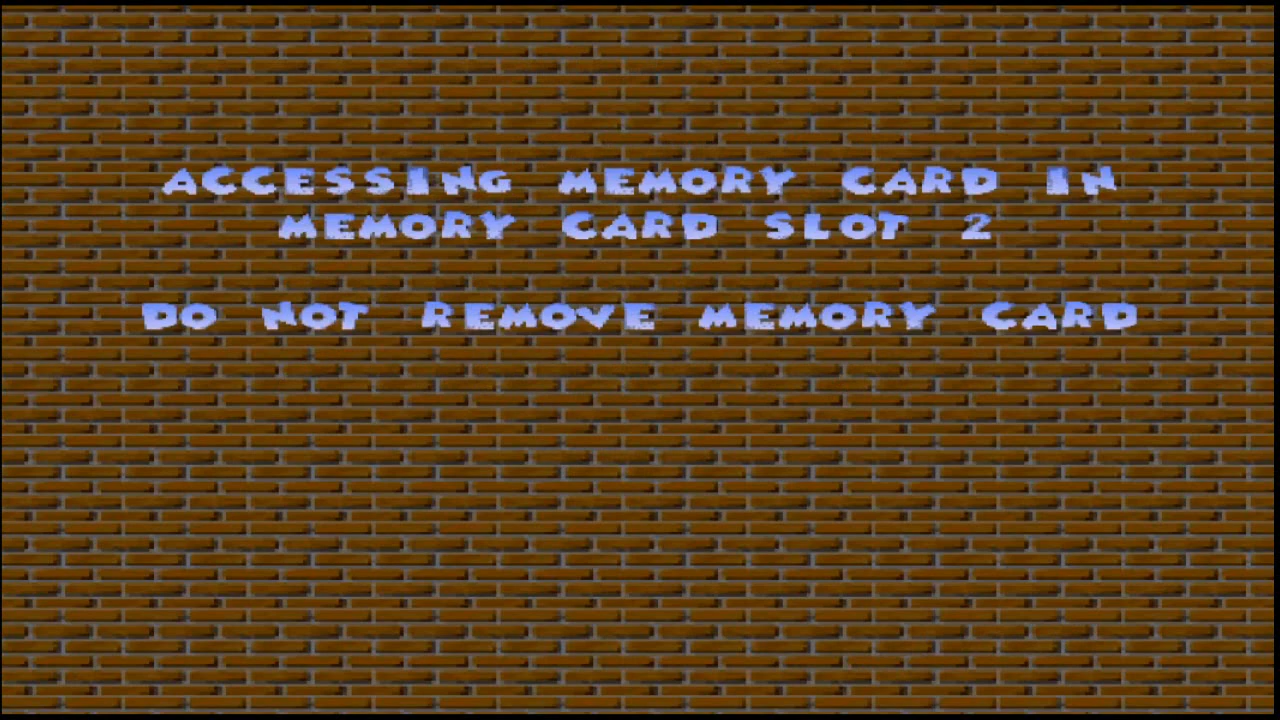 ACCESSING MEMORY CARD IN
MEMORY CARD SLOT 2
DO NOT REMOVE MEMORY CARD